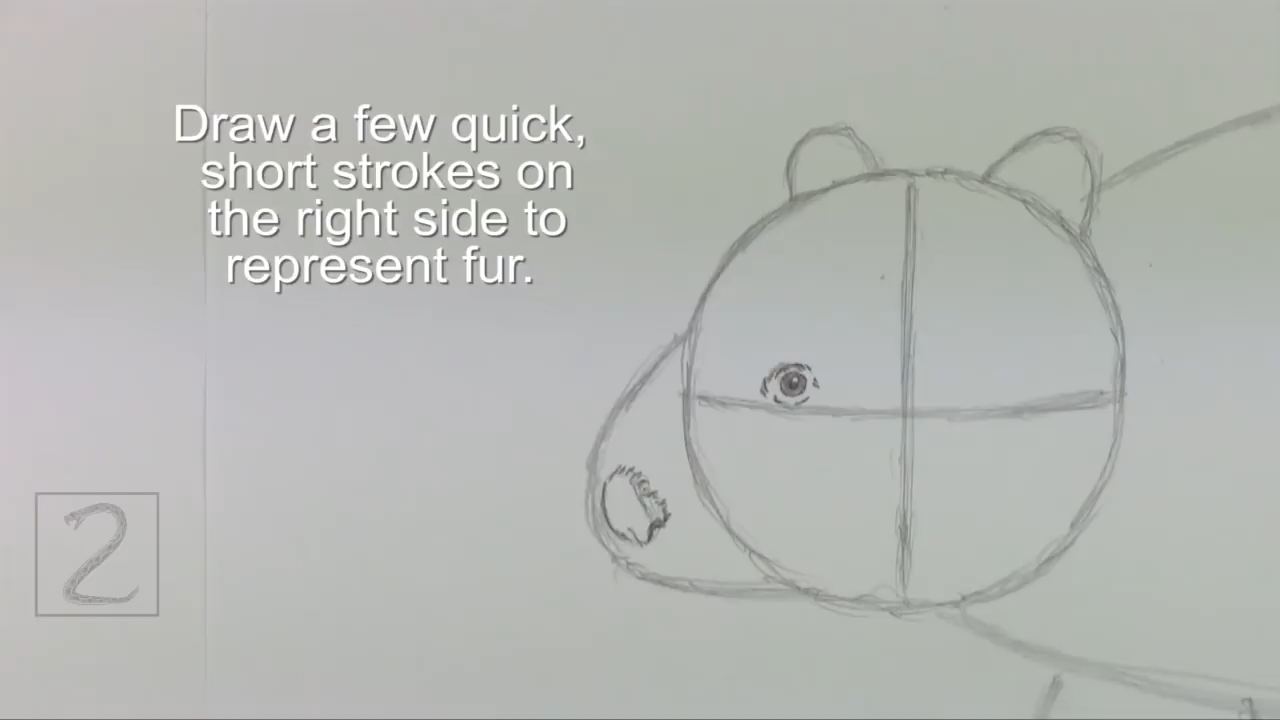 Draw a few quick,
short strokes on
the right side to
represent fur.
2